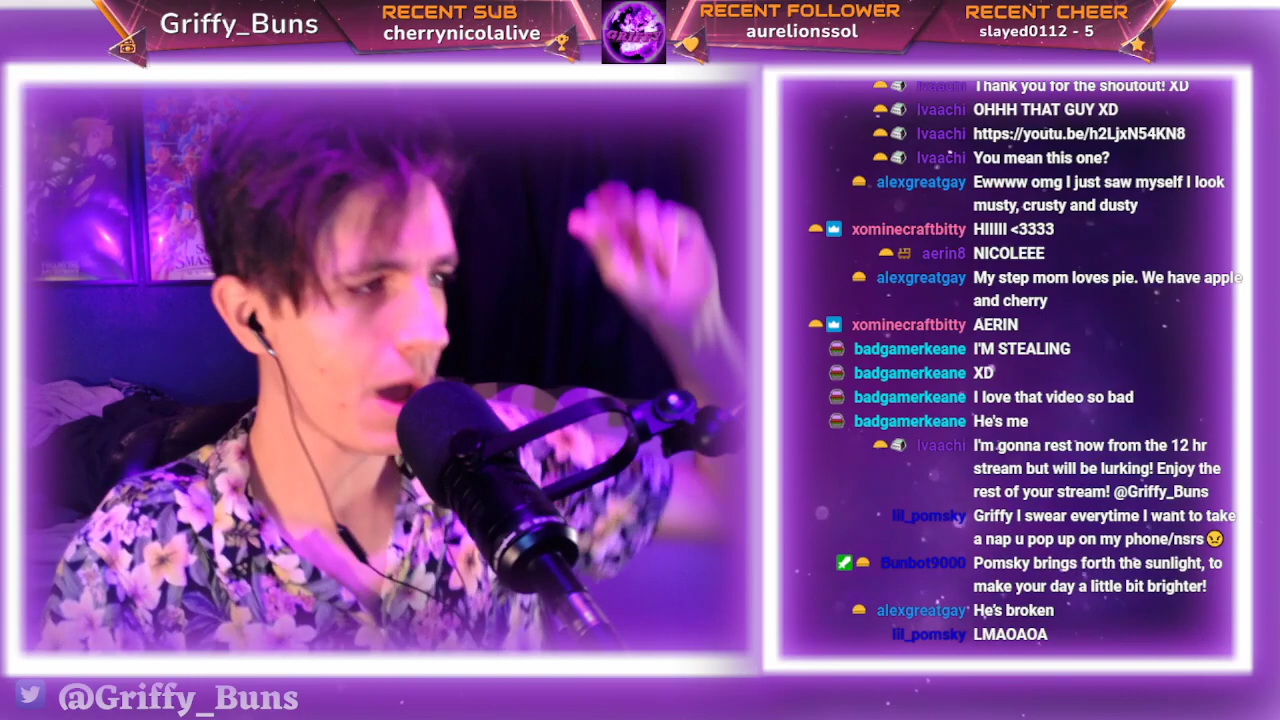 Griffy_Buns
RECENT SUB
cherrynicolalive
GRIFFY
RECENT FOLLOWER
aurelionssol
RECENT CHEER
slayed0112 - 5
lvaachi Thank you for the shoutout! XD
lvaachi OHHH THAT GUY XD
lvaachi https://youtu.be/h2LjxN54KN8
lvaachi You mean this one?
alexgreatgay Ewwww omg I just saw myself I look
musty, crusty and dusty
xominecraftbitty HIIIII <3333
aerin8 NICOLEEE
alexgreatgay My step mom loves pie. We have apple
and cherry
xominecraftbitty AERIN
badgamerkeane I'M STEALING
badgamerkeane XD
badgamerkeane I love that video so bad
badgamerkeane He's me
lvaachi I'm gonna rest now from the 12 hr
stream but will be lurking! Enjoy the
rest of your stream! @Griffy_Buns
lil_pomsky Griffy I swear everytime I want to take
a nap u pop up on my phone/nsrs
Bunbot9000 Pomsky brings forth the sunlight, to
make your day a little bit brighter!
alexgreatgay He's broken
lil_pomsky LMAOAOA
@Griffy_Buns